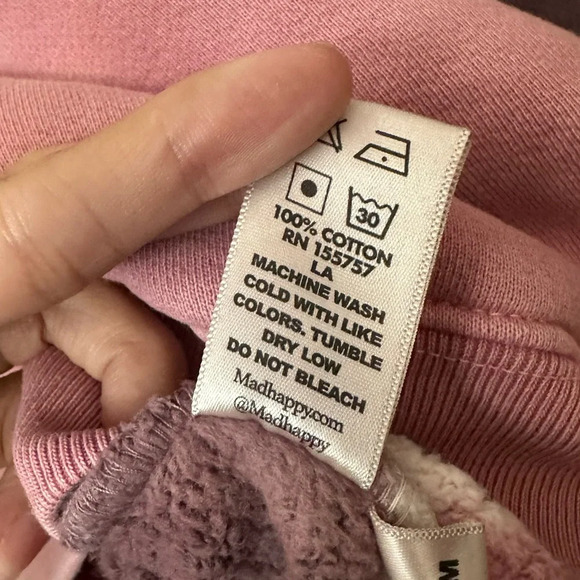 30
100% COTTON
RN 155757
LA
MACHINE WASH
COLD WITH LIKE
COLORS. TUMBLE
DRY LOW
DO NOT BLEACH
Madhappy.com
@Madhappy
M